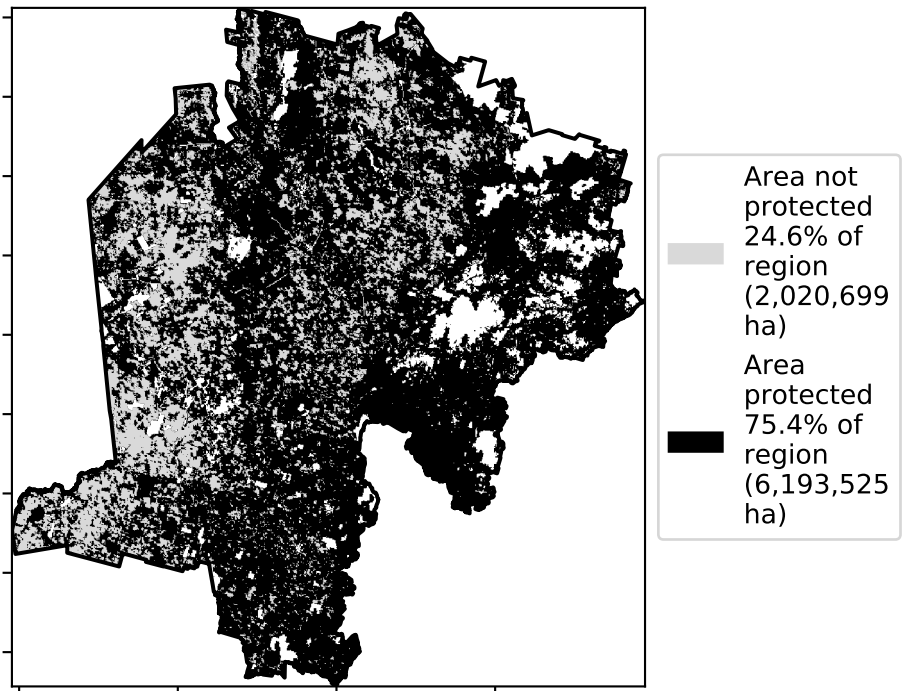 Area not
protected
24.6% of
region
(2,020,699
ha)
Area
protected
75.4% of
region
(6,193,525
ha)